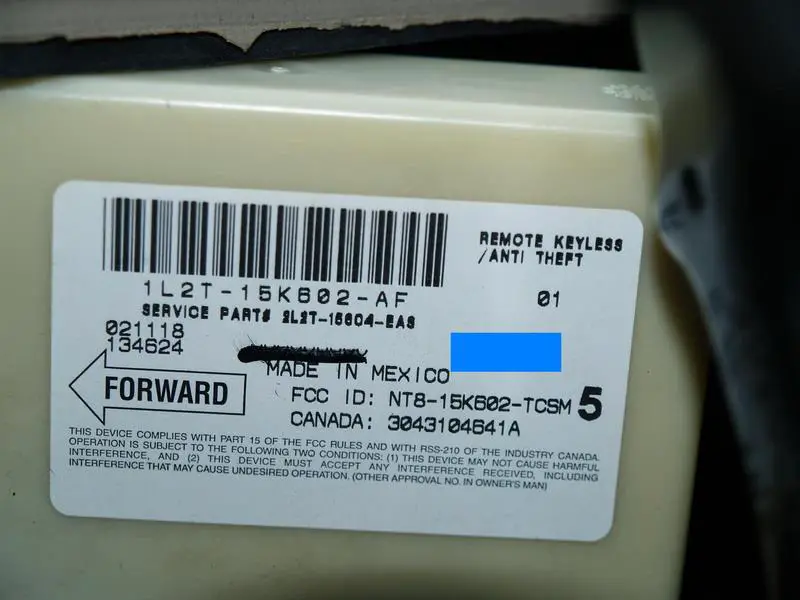 REMOTE KEYLESS
/ANTI THEFT
1L2T-15K602-AF
01
SERVICE PART# 2L2T-15604-EAS
021118
134624
MADE IN MEXICO
FORWARD
FCC ID: NT8-15K602-TCSM 5
CANADA: 3043104641A
THIS DEVICE COMPLIES WITH PART 15 OF THE FCC RULES AND WITH RSS-210 OF THE INDUSTRY CANADA.
OPERATION IS SUBJECT TO THE FOLLOWING TWO CONDITIONS: (1) THIS DEVICE MAY NOT CAUSE HARMFUL
INTERFERENCE, AND (2) THIS DEVICE MUST ACCEPT ANY INTERFERENCE RECEIVED, INCLUDING
INTERFERENCE THAT MAY CAUSE UNDESIRED OPERATION. (OTHER APPROVAL NO. IN OWNER'S MAN)